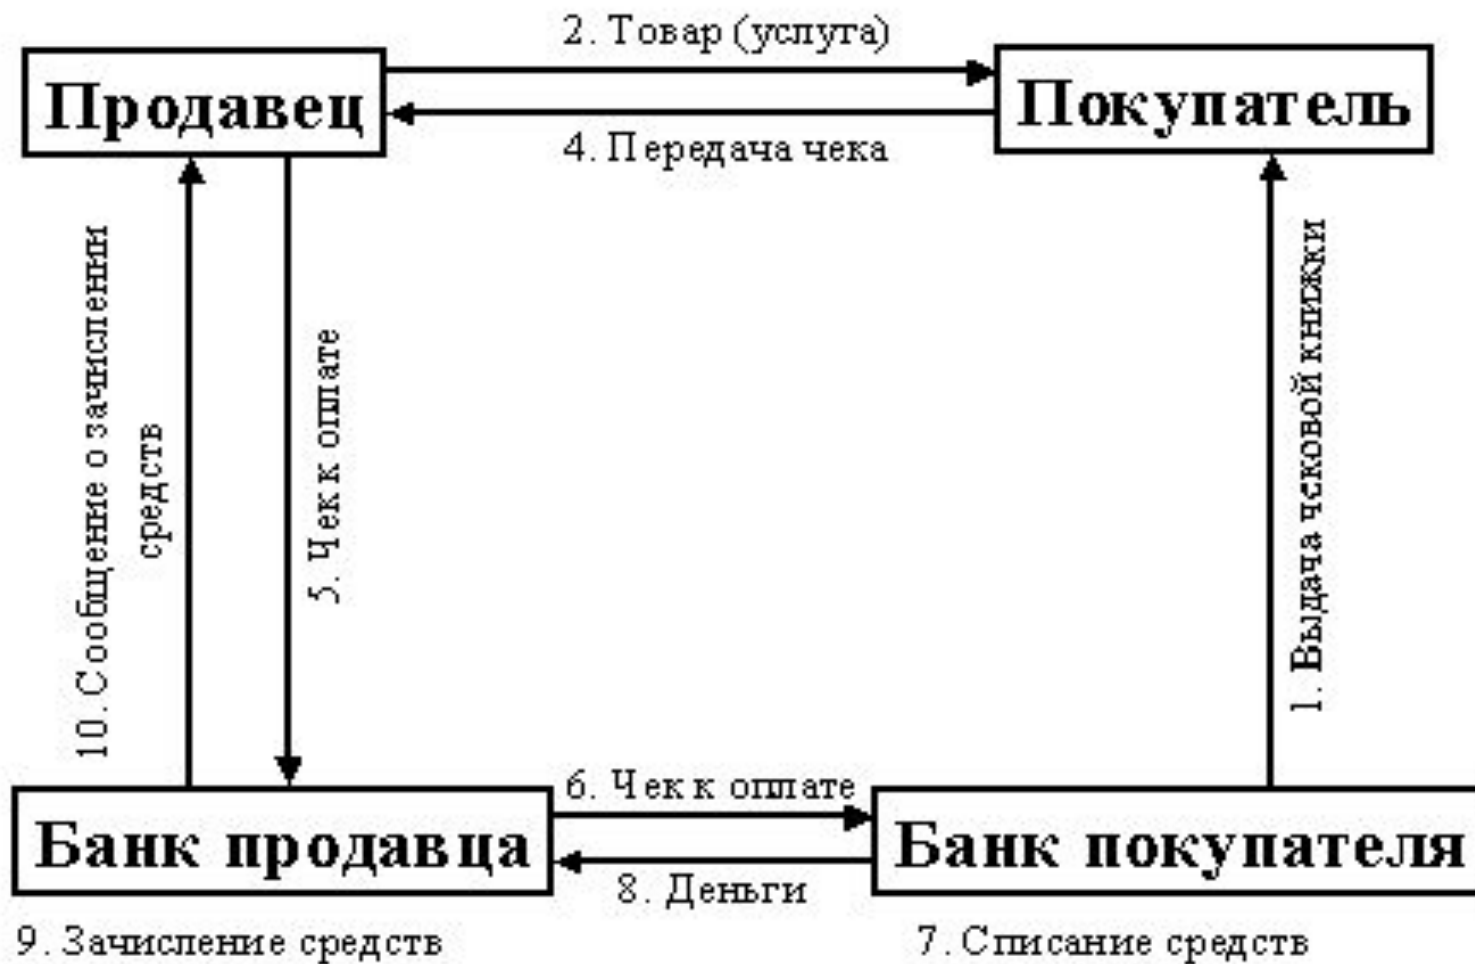 2. Товар (услуга)
Продавец
Покупатель
4. Передача чека
10. Сообщение о зачислении
средств
5. Чек к оплате
1. Выдача чековой книжки
6. Чек к оплате
Банк продавца
Банк покупателя
8. Деньги
9. Зачисление средств
7. Списание средств